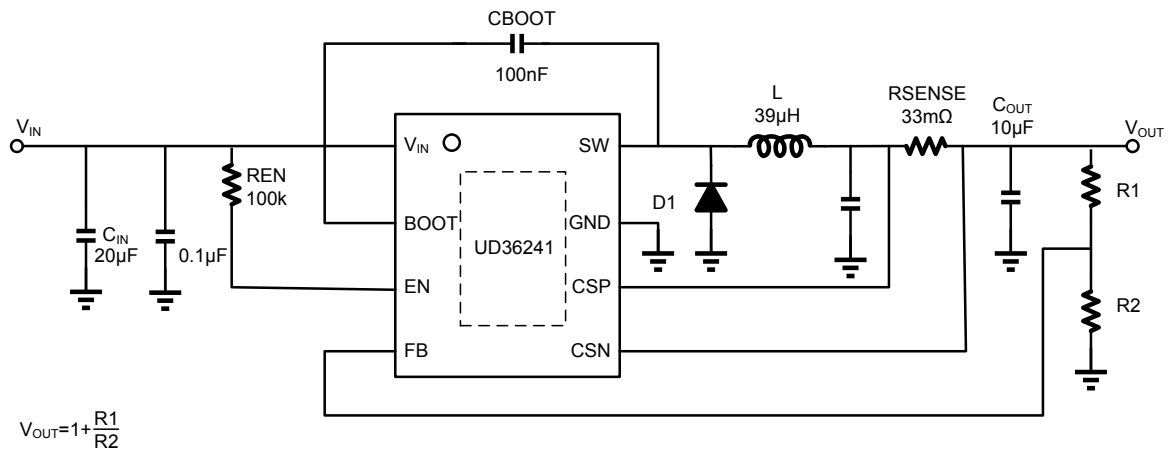 CBOOT
100nF
L
39µH
RSENSE
33mΩ
COUT
10µF
VIN
VOUT
REN
100k
VIN
SW
R1
D1
CIN
20µF
0.1µF
BOOT
GND
UD36241
EN
CSP
R2
FB
CSN
VOUT=1+R1/R2